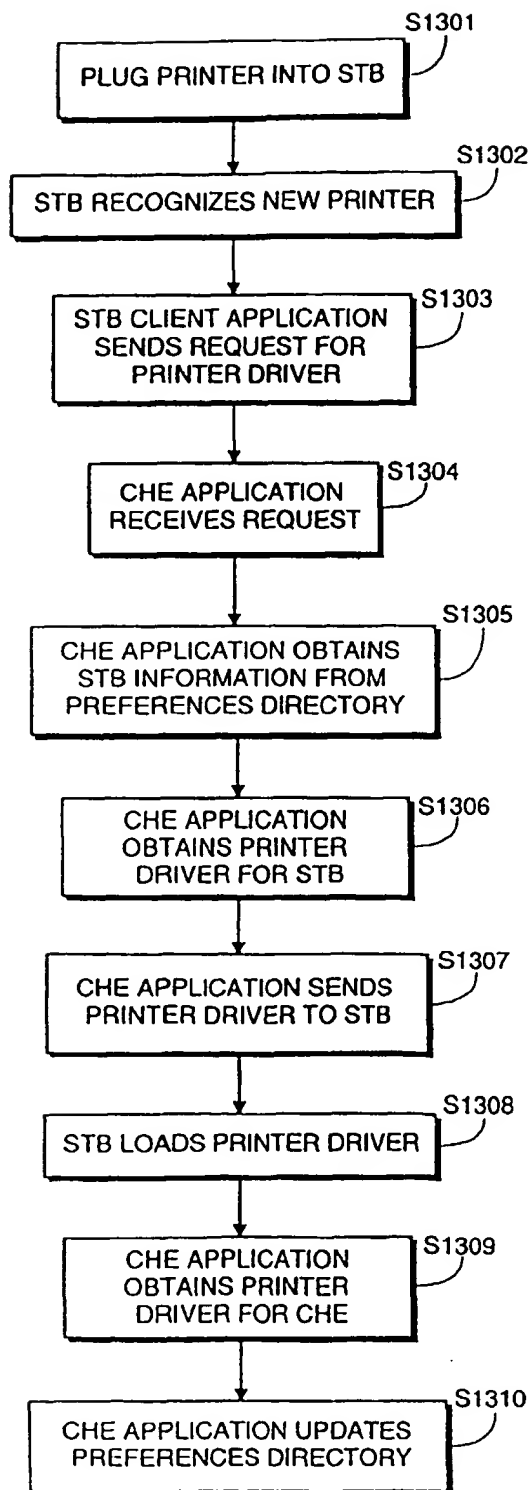 S1301
PLUG PRINTER INTO STB
S1302
STB RECOGNIZES NEW PRINTER
S1303
STB CLIENT APPLICATION
SENDS REQUEST FOR
PRINTER DRIVER
S1304
CHE APPLICATION
RECEIVES REQUEST
S1305
CHE APPLICATION OBTAINS
STB INFORMATION FROM
PREFERENCES DIRECTORY
S1306
CHE APPLICATION
OBTAINS PRINTER
DRIVER FOR STB
S1307
CHE APPLICATION SENDS
PRINTER DRIVER TO STB
S1308
STB LOADS PRINTER DRIVER
S1309
CHE APPLICATION
OBTAINS PRINTER
DRIVER FOR CHE
S1310
CHE APPLICATION UPDATES
PREFERENCES DIRECTORY